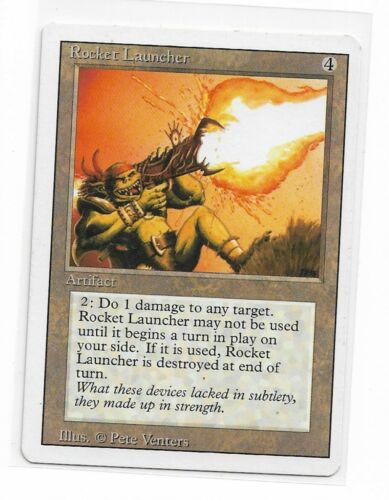 Rocket Launcher
4
Artifact
2: Do 1 damage to any target.
Rocket Launcher may not be used
until it begins a turn in play on
your side. If it is used, Rocket
Launcher is destroyed at end of
turn.
What these devices lacked in subtlety,
they made up in strength.
Illus. © Pete Venters